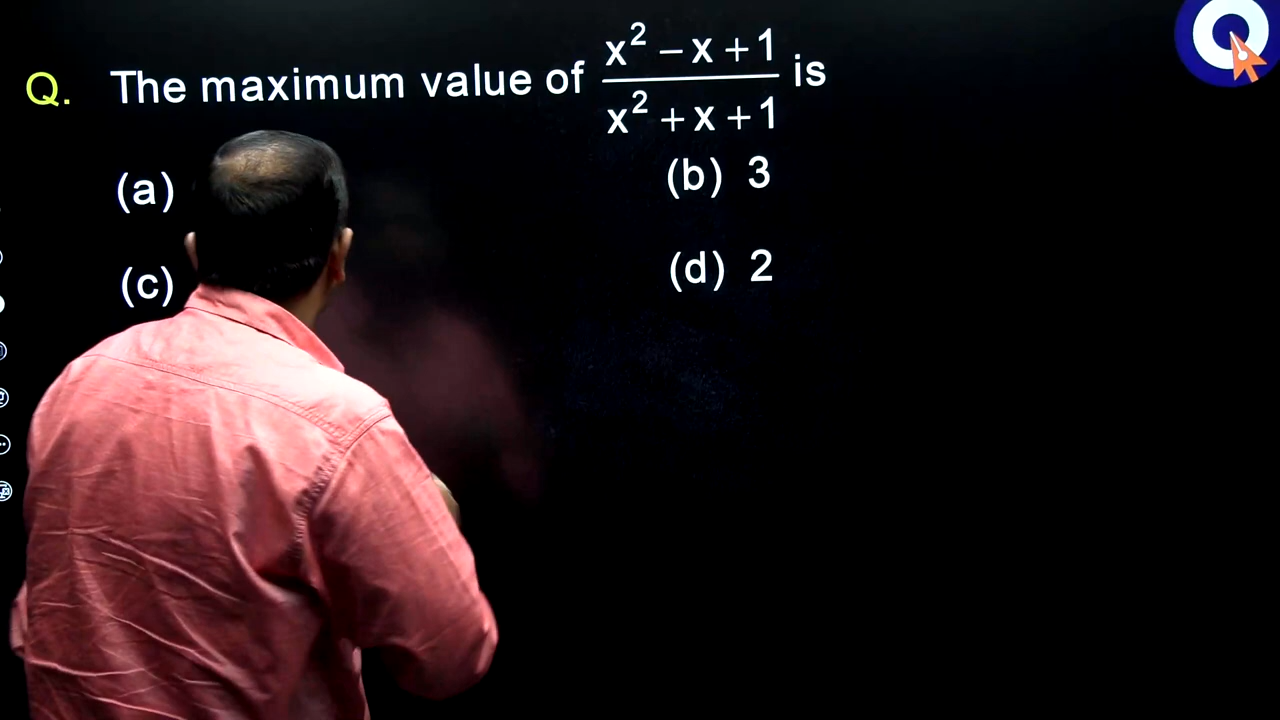 Q. The maximum value of x² – x + 1 / x² + x + 1 is
(a) (b) 3
(c) (d) 2